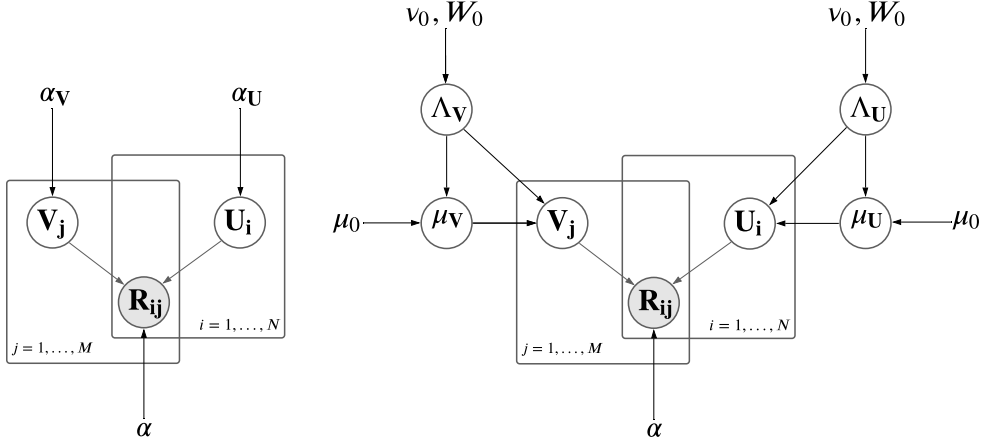 α_V α_U
V_j U_i
R_ij
i = 1, . . . , N
j = 1, . . . , M
α
ν_0, W_0 ν_0, W_0
Λ_V Λ_U
μ_0 μ_V V_j U_i μ_U μ_0
R_ij
i = 1, . . . , N
j = 1, . . . , M
α